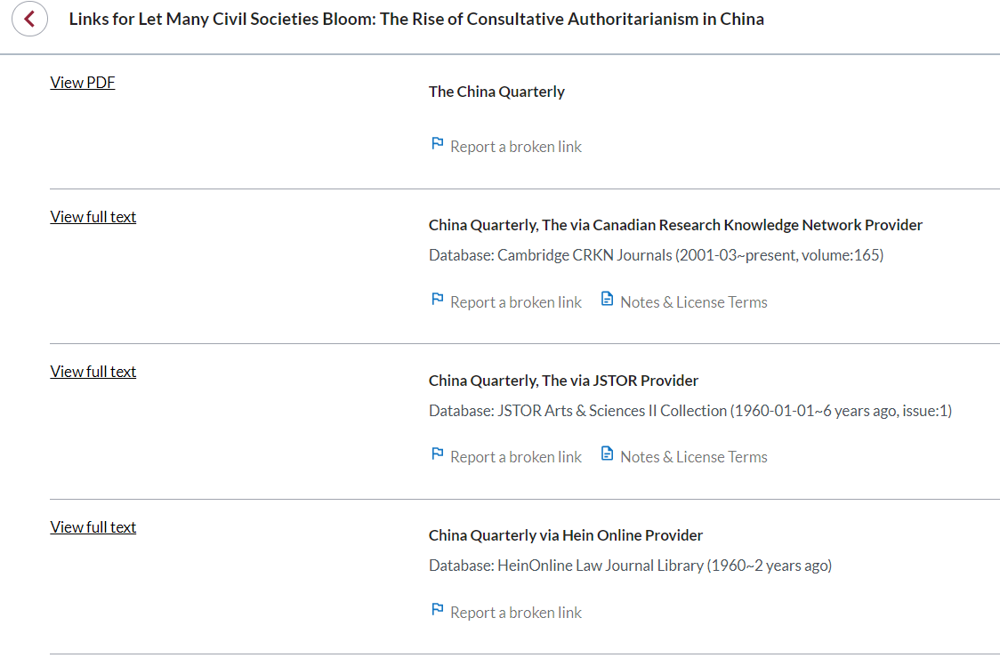 Links for Let Many Civil Societies Bloom: The Rise of Consultative Authoritarianism in China
View PDF
The China Quarterly
Report a broken link
View full text
China Quarterly, The via Canadian Research Knowledge Network Provider
Database: Cambridge CRKN Journals (2001-03~present, volume:165)
Report a broken link Notes & License Terms
View full text
China Quarterly, The via JSTOR Provider
Database: JSTOR Arts & Sciences II Collection (1960-01-01~6 years ago, issue:1)
Report a broken link Notes & License Terms
View full text
China Quarterly via Hein Online Provider
Database: HeinOnline Law Journal Library (1960~2 years ago)
Report a broken link